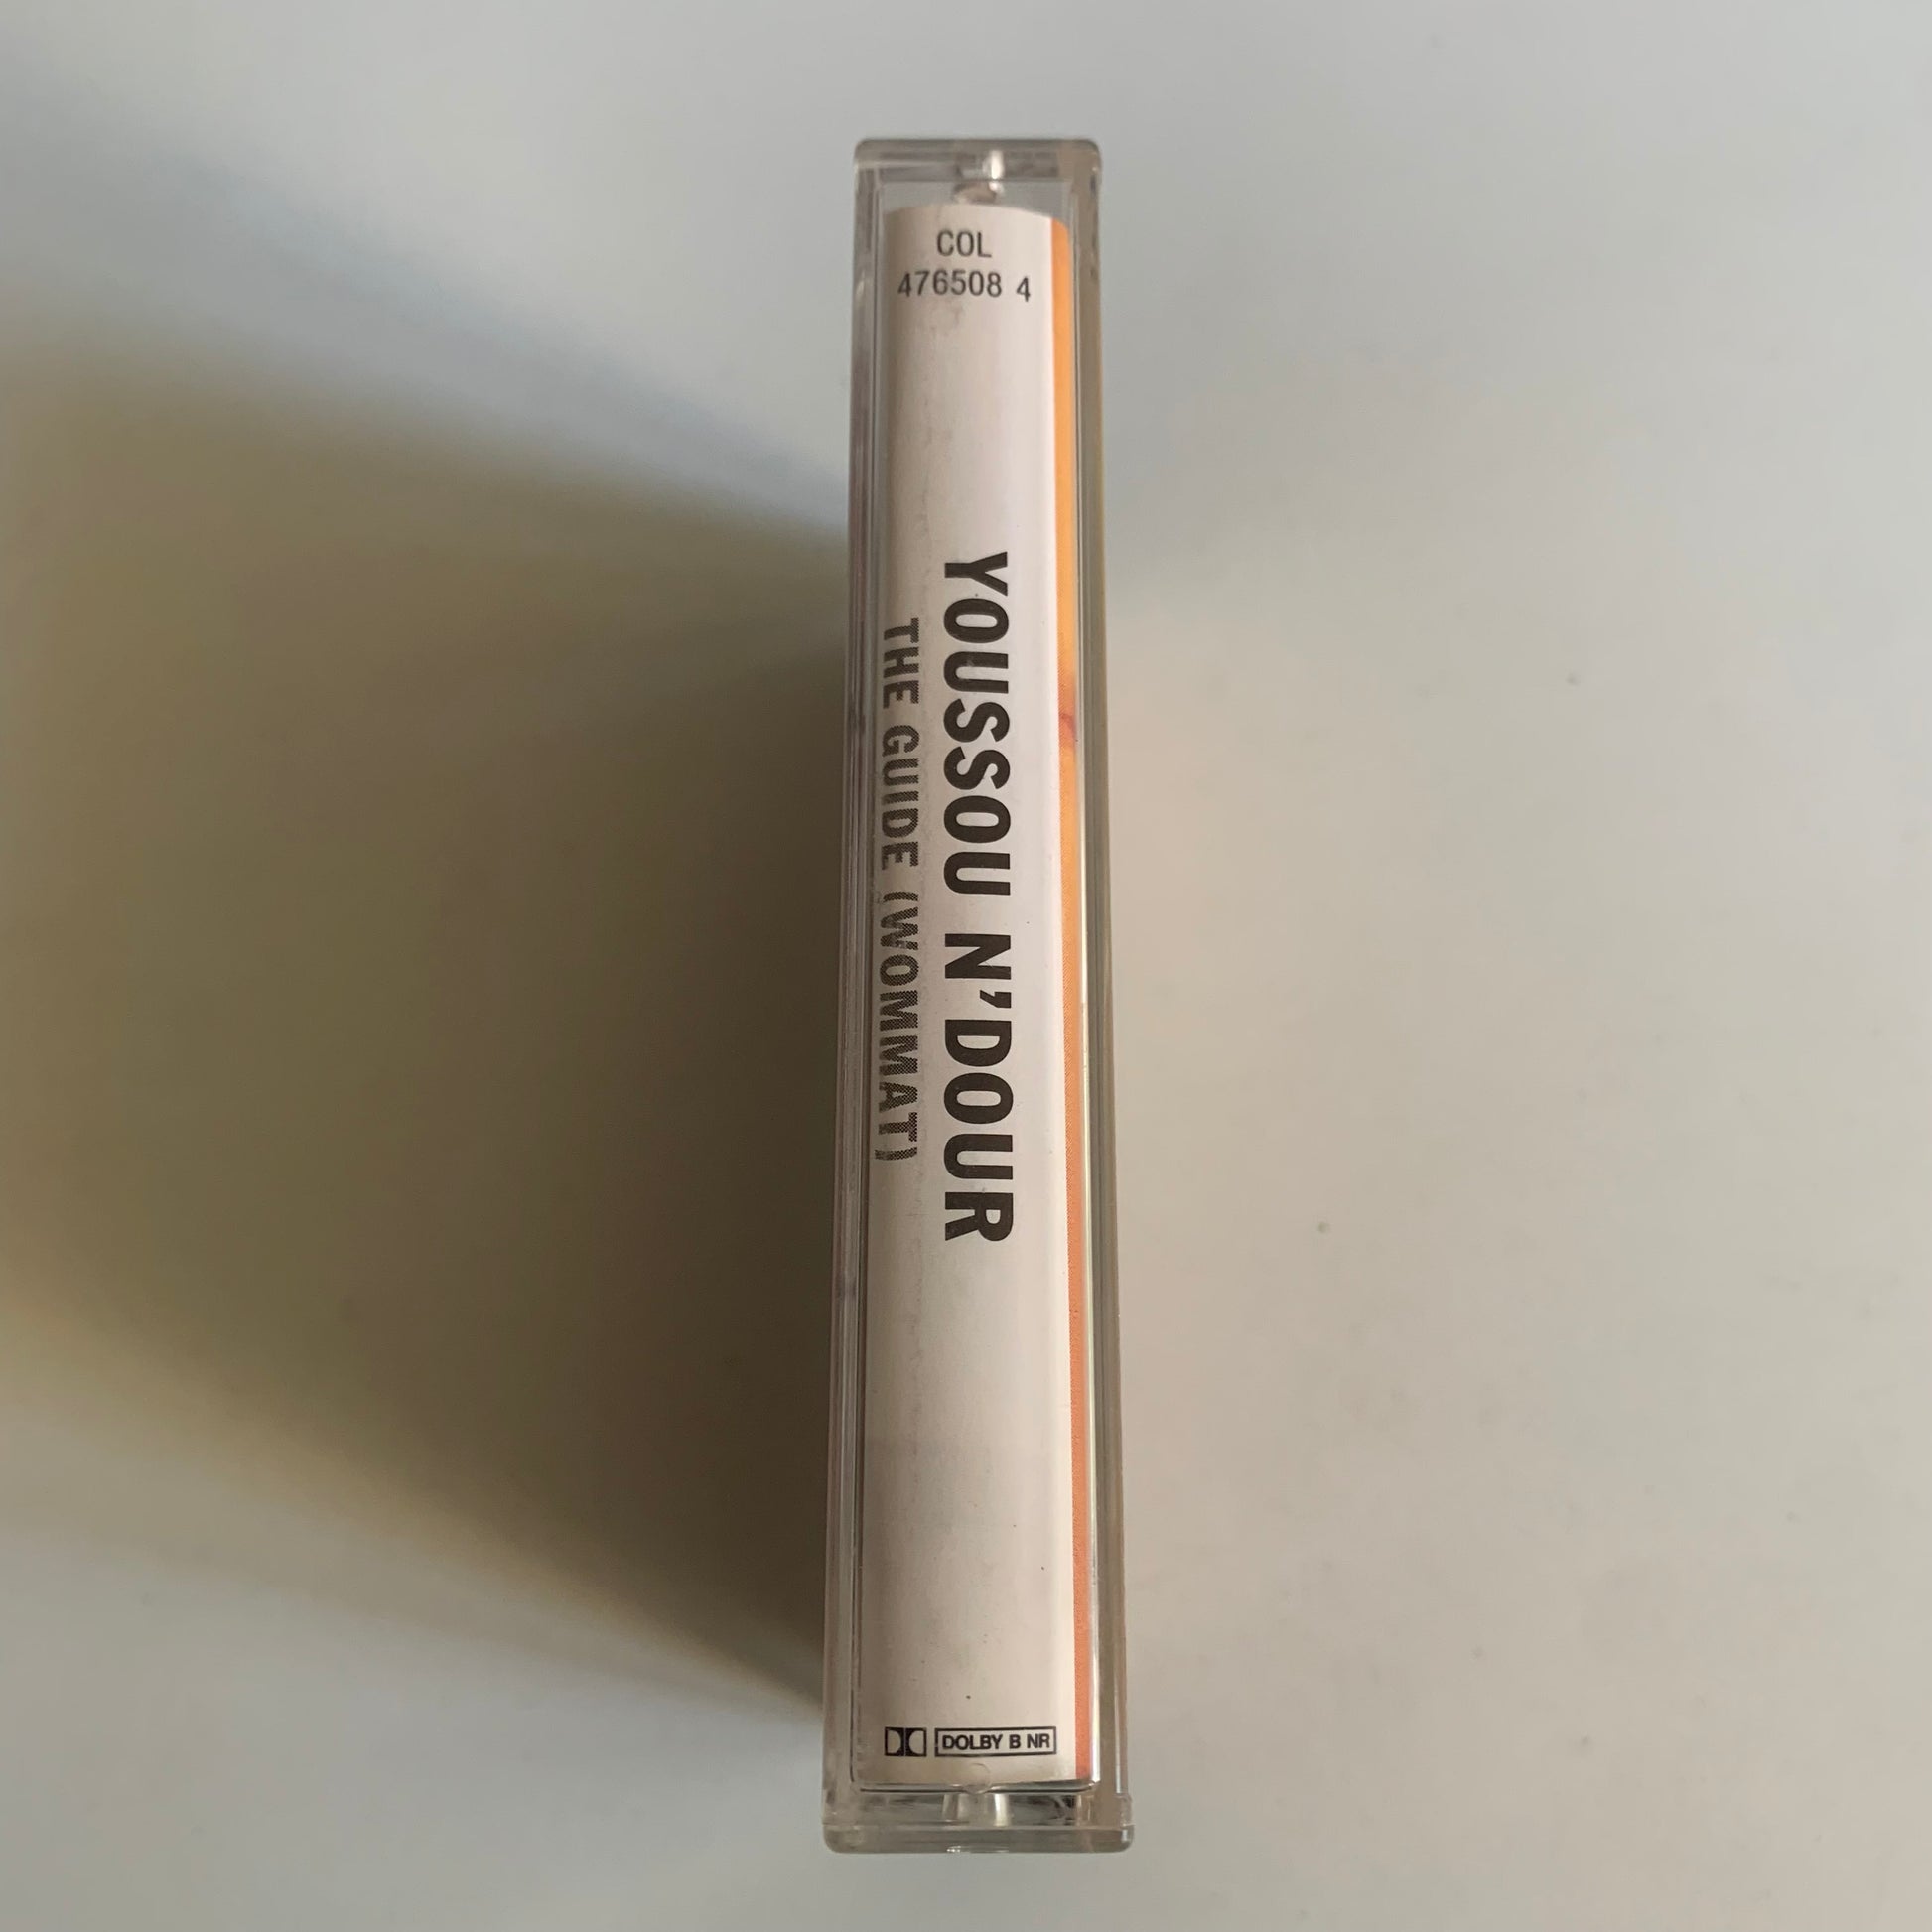 COL
476508 4
YOUSSOU N'DOUR
THE GUIDE (WOMMAT)
DOLBY B NR